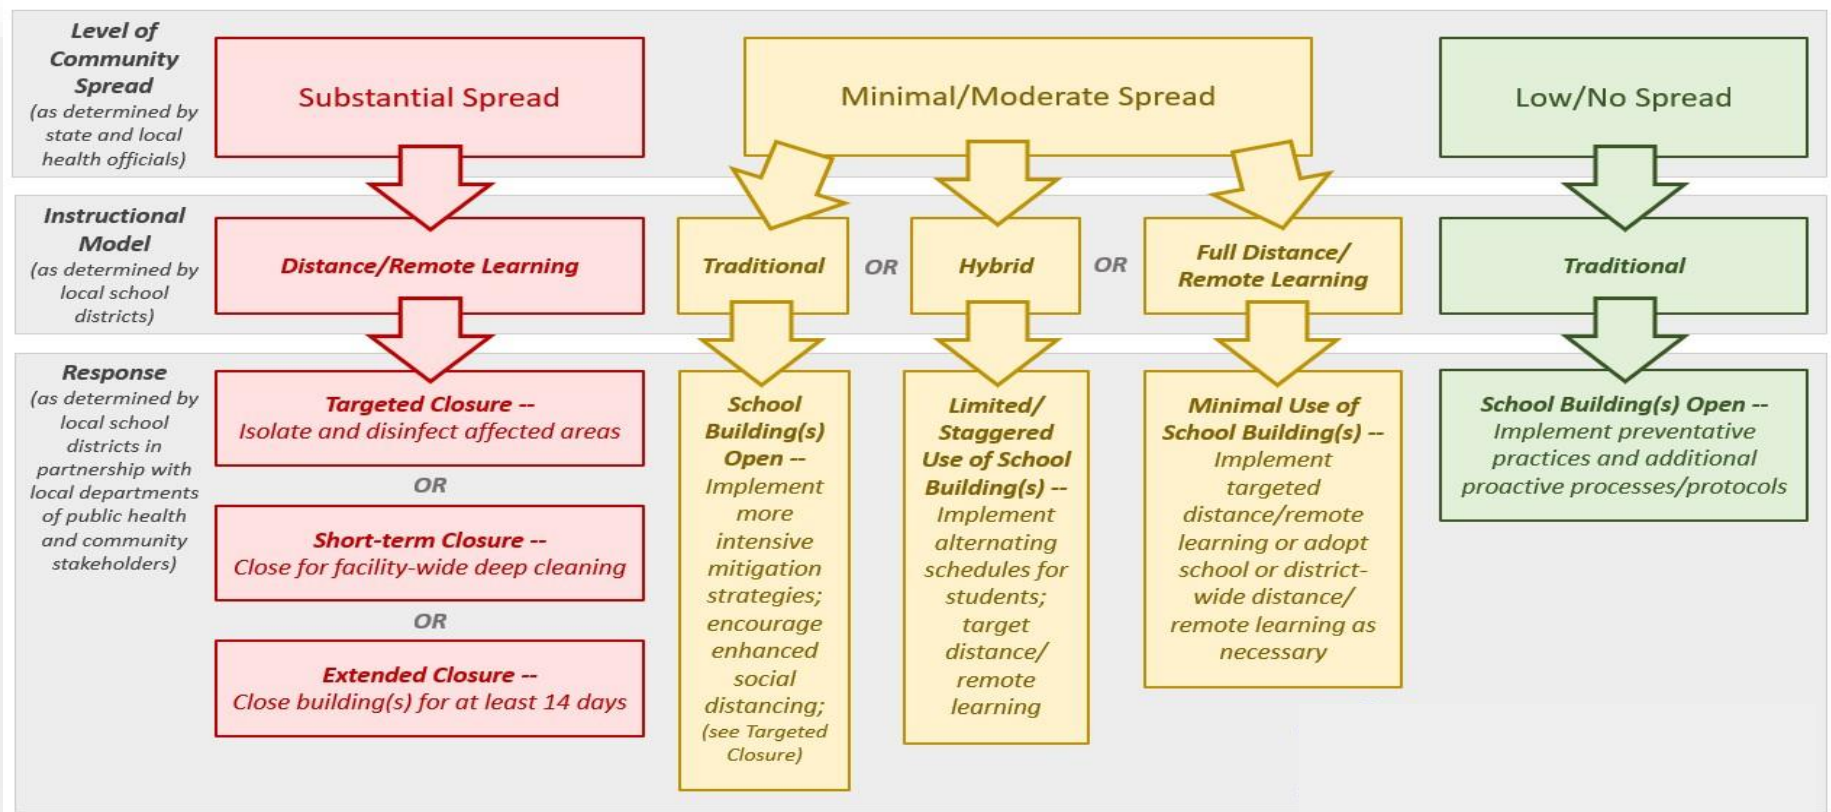 Level of
Community
Spread
(as determined by
state and local
health officials)
Substantial Spread
Minimal/Moderate Spread
Low/No Spread
Instructional
Model
(as determined by
local school
districts)
Distance/Remote Learning
Traditional
OR
Hybrid
OR
Full Distance/
Remote Learning
Traditional
Response
(as determined by
local school
districts in
partnership with
local departments
of public health
and community
stakeholders)
Targeted Closure --
Isolate and disinfect affected areas
OR
Short-term Closure --
Close for facility-wide deep cleaning
OR
Extended Closure --
Close building(s) for at least 14 days
School
Building(s)
Open --
Implement
more
intensive
mitigation
strategies;
encourage
enhanced
social
distancing;
(see Targeted
Closure)
Limited/
Staggered
Use of School
Building(s) --
Implement
alternating
schedules for
students;
target
distance/
remote
learning
Minimal Use of
School Building(s) --
Implement
targeted
distance/remote
learning or adopt
school or district-
wide distance/
remote learning as
necessary
School Building(s) Open --
Implement preventative
practices and additional
proactive processes/protocols